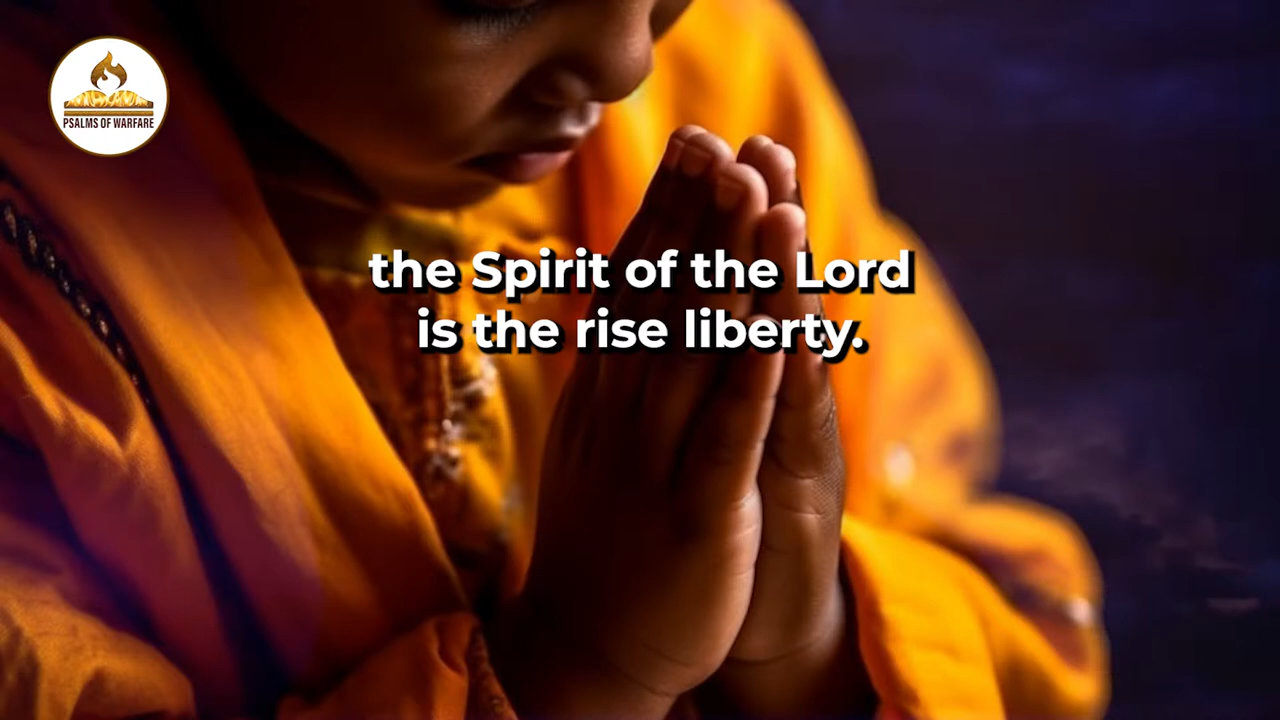 PSALMS OF WARFARE
the Spirit of the Lord
is the rise liberty.